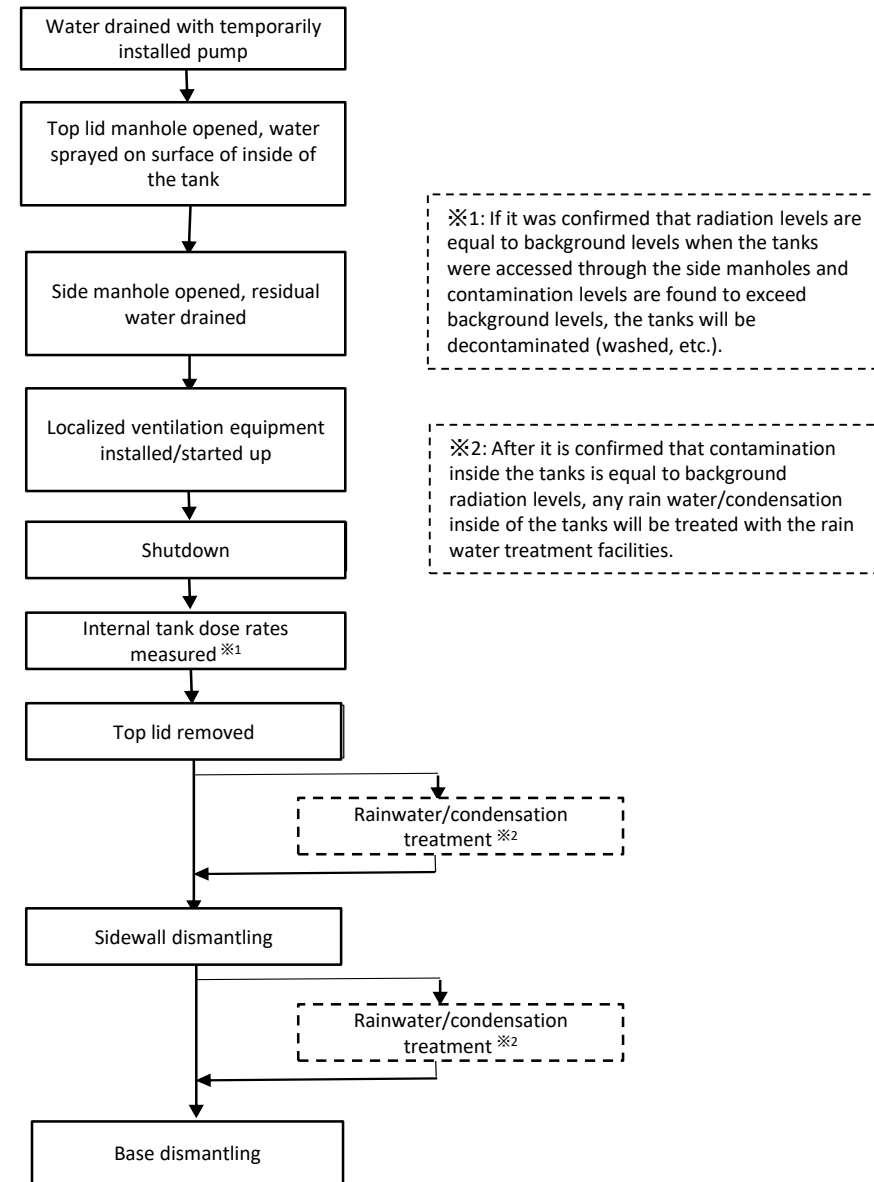 Water drained with temporarily
installed pump
Top lid manhole opened, water
sprayed on surface of inside of
the tank
Side manhole opened, residual
water drained
Localized ventilation equipment
installed/started up
Shutdown
Internal tank dose rates
measured ※1
Top lid removed
Rainwater/condensation
treatment ※2
Sidewall dismantling
Rainwater/condensation
treatment ※2
Base dismantling
※1: If it was confirmed that radiation levels are
equal to background levels when the tanks
were accessed through the side manholes and
contamination levels are found to exceed
background levels, the tanks will be
decontaminated (washed, etc.).
※2: After it is confirmed that contamination
inside the tanks is equal to background
radiation levels, any rain water/condensation
inside of the tanks will be treated with the rain
water treatment facilities.